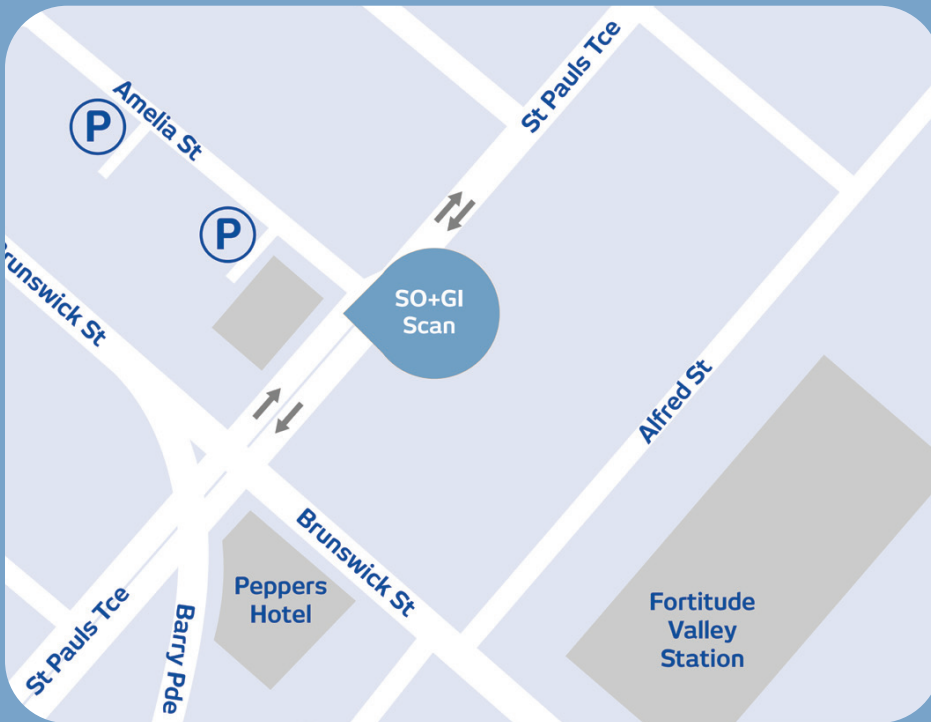 St Pauls Tce
Amelia St
P
P
Brunswick St
SO+GI
Scan
Alfred St
Brunswick St
Peppers
Hotel
Fortitude
Valley
Station
St Pauls Tce
Barry Pde